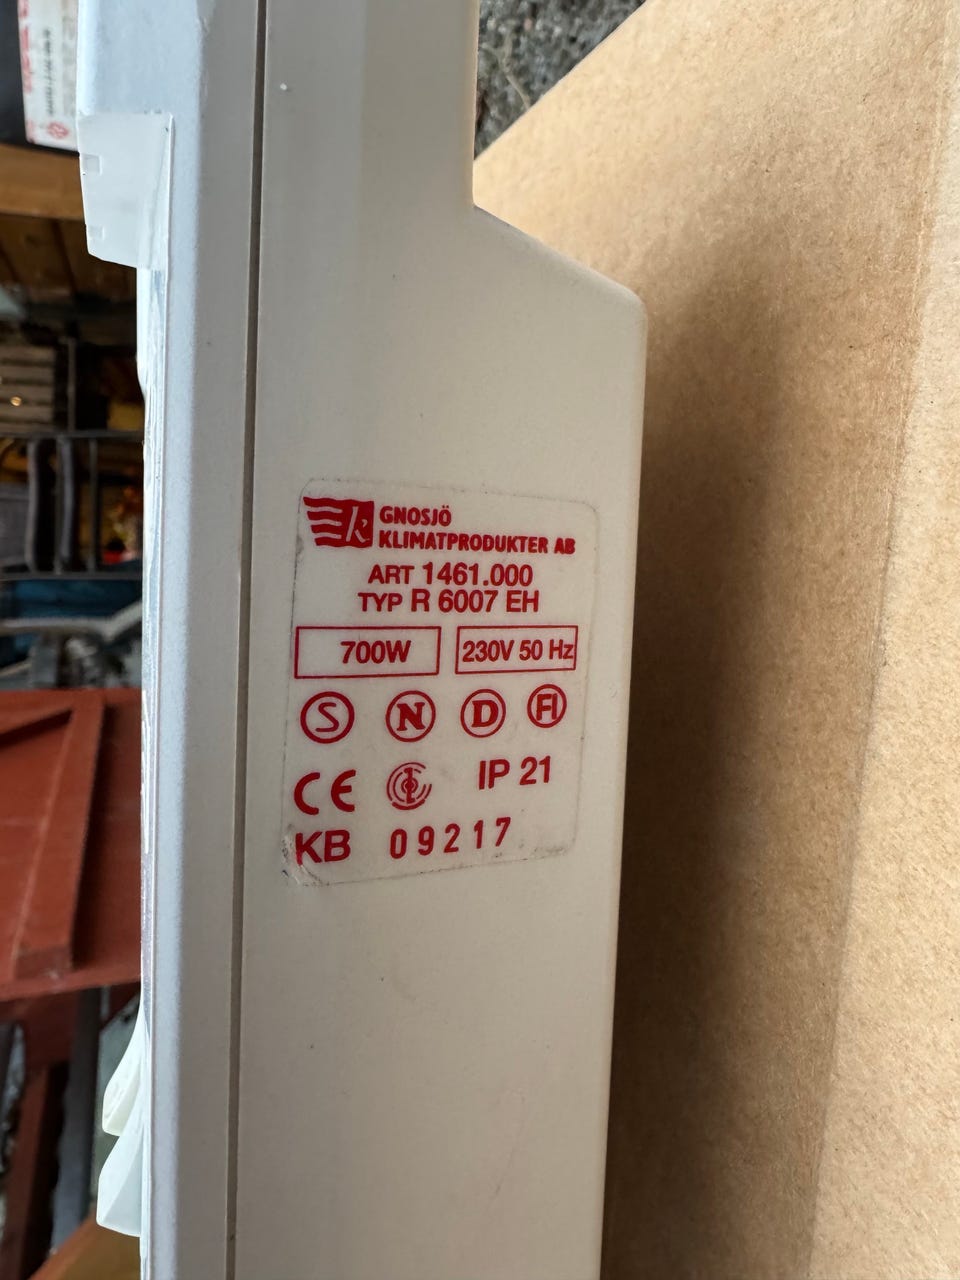 GNOSJÖ
KLIMATPRODUKTER AB
ART 1461.000
TYP R 6007 EH
700W
230V 50 Hz
S N D FI
CE
IP 21
KB 09217